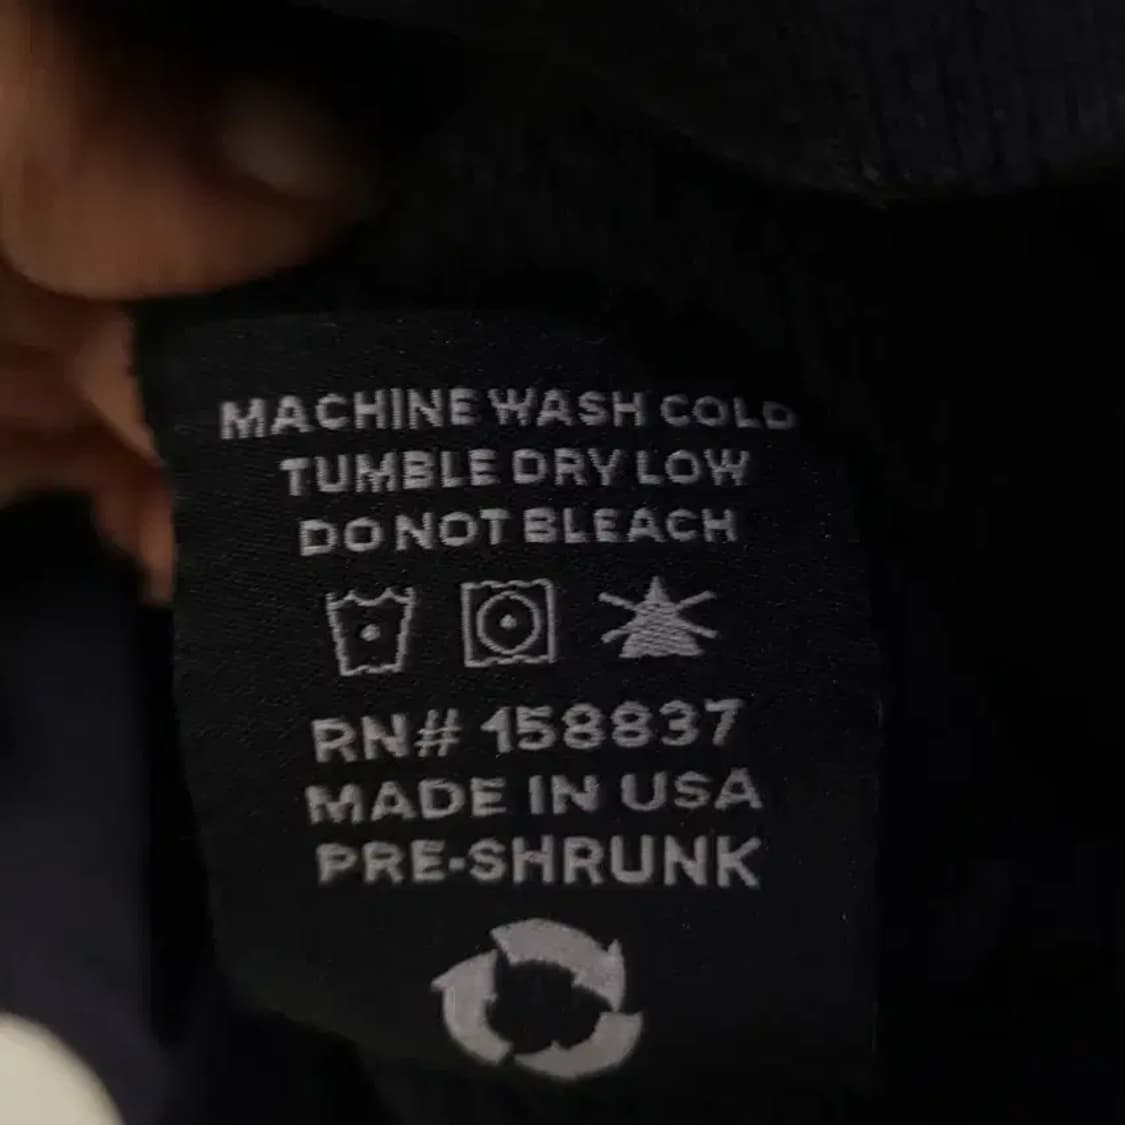 MACHINE WASH COLD
TUMBLE DRY LOW
DO NOT BLEACH
RN# 158837
MADE IN USA
PRE-SHRUNK